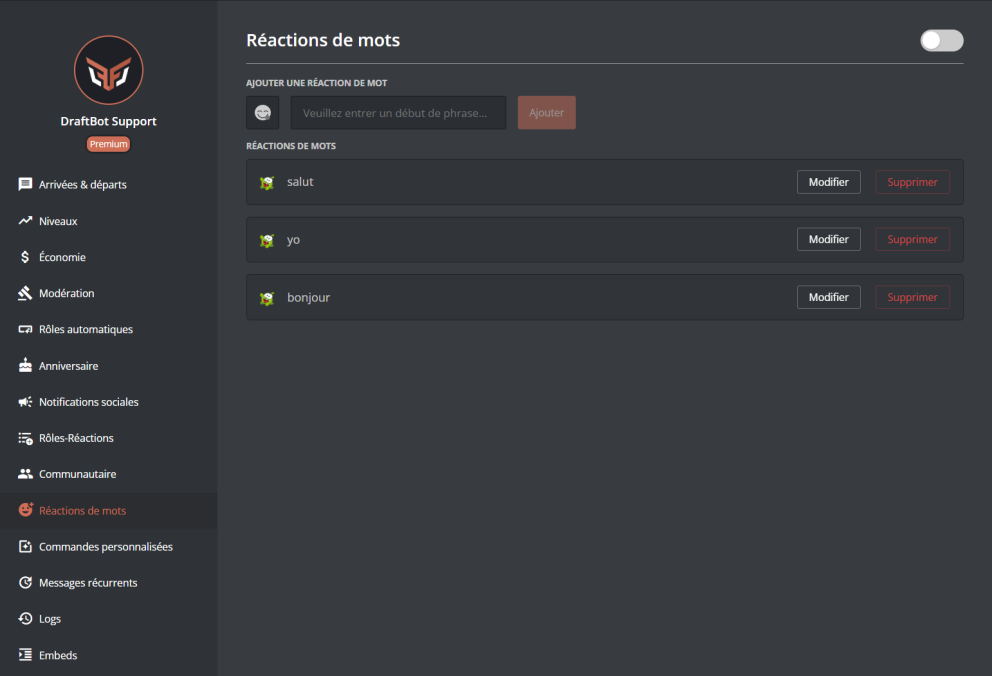 DraftBot Support
Premium
Arrivées & départs
Niveaux
Économie
Modération
Rôles automatiques
Anniversaire
Notifications sociales
Rôles-Réactions
Communautaire
Réactions de mots
Commandes personnalisées
Messages récurrents
Logs
Embeds
Réactions de mots
AJOUTER UNE RÉACTION DE MOT
Veuillez entrer un début de phrase... Ajouter
RÉACTIONS DE MOTS
salut Modifier Supprimer
yo Modifier Supprimer
bonjour Modifier Supprimer